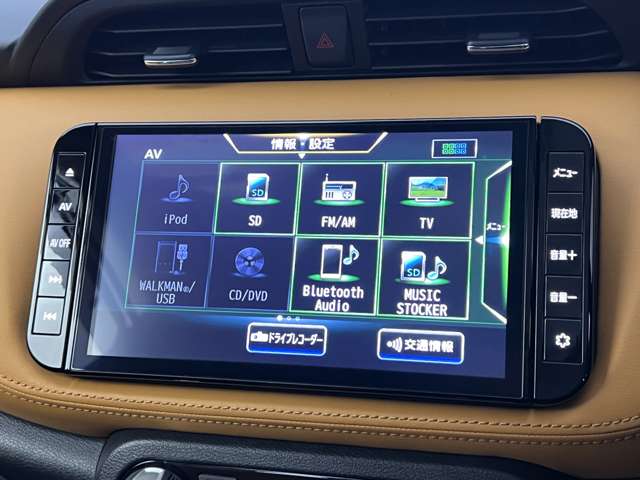 情報・設定
AV
iPod
SD
FM/AM
TV
WALKMAN®/
USB
CD/DVD
Bluetooth
Audio
MUSIC
STOCKER
メニュー
ドライブレコーダー
交通情報
AV
AV OFF
メニュー
現在地
音量+
音量−
SD
SD